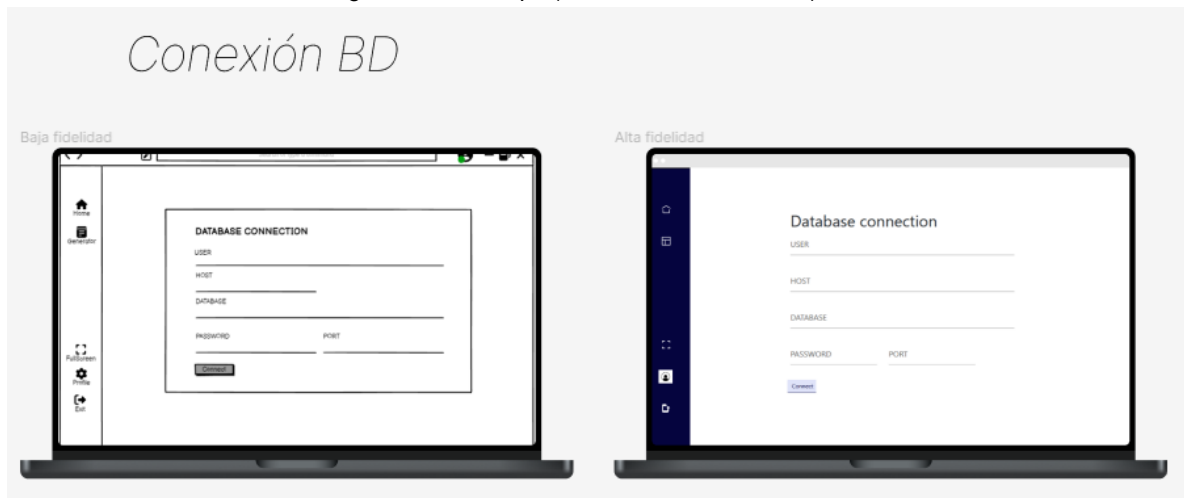 Conexión BD
Baja fidelidad
Home
Generator
DATABASE CONNECTION
USER
HOST
DATABASE
PASSWORD PORT
Connect
FullScreen
Profile
Exit
Alta fidelidad
Database connection
USER
HOST
DATABASE
PASSWORD PORT
Connect